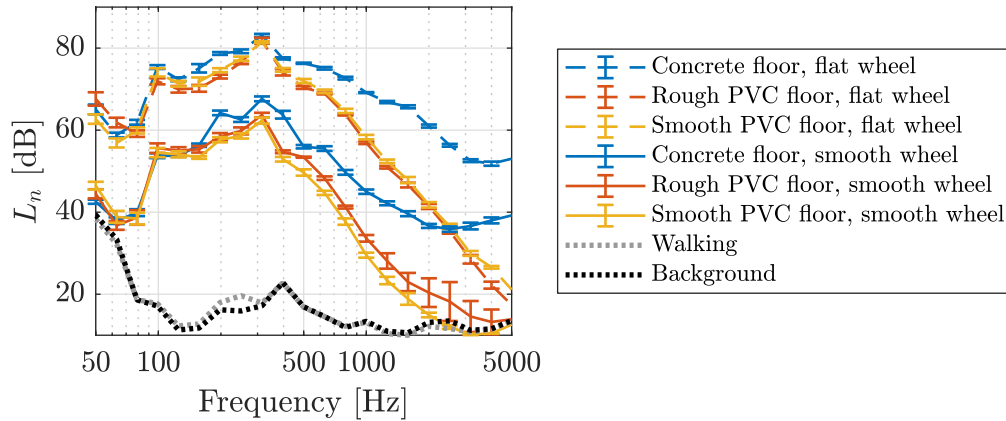 80
60
40
20
L_n [dB]
50 100 500 1000 5000
Frequency [Hz]
Concrete floor, flat wheel
Rough PVC floor, flat wheel
Smooth PVC floor, flat wheel
Concrete floor, smooth wheel
Rough PVC floor, smooth wheel
Smooth PVC floor, smooth wheel
Walking
Background